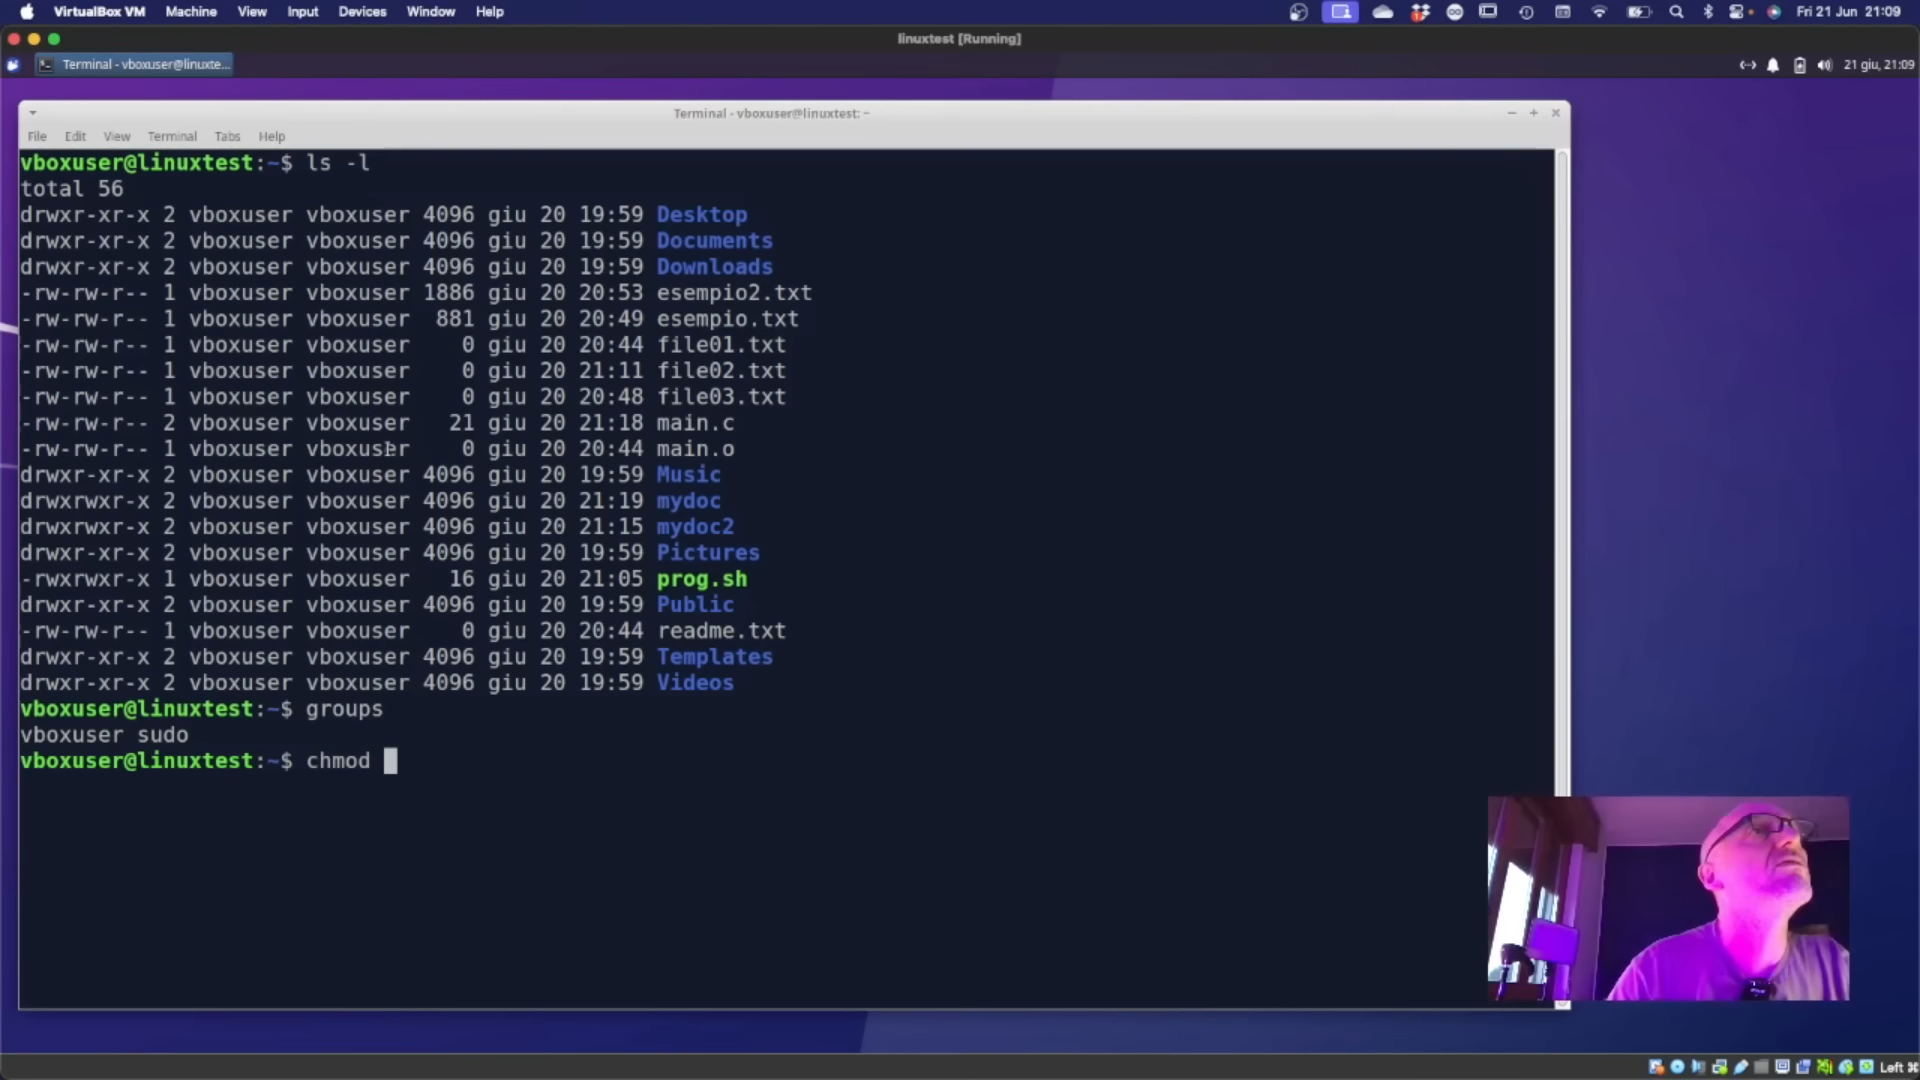 VirtualBox VM Machine View Input Devices Window Help Fri 21 Jun 21:09
linuxtest [Running]
Terminal - vboxuser@linuxte... 21 giu, 21:09
Terminal - vboxuser@linuxtest: ~
File Edit View Terminal Tabs Help
vboxuser@linuxtest:~$ ls -l
total 56
drwxr-xr-x 2 vboxuser vboxuser 4096 giu 20 19:59 Desktop
drwxr-xr-x 2 vboxuser vboxuser 4096 giu 20 19:59 Documents
drwxr-xr-x 2 vboxuser vboxuser 4096 giu 20 19:59 Downloads
-rw-rw-r-- 1 vboxuser vboxuser 1886 giu 20 20:53 esempio2.txt
-rw-rw-r-- 1 vboxuser vboxuser 881 giu 20 20:49 esempio.txt
-rw-rw-r-- 1 vboxuser vboxuser 0 giu 20 20:44 file01.txt
-rw-rw-r-- 1 vboxuser vboxuser 0 giu 20 21:11 file02.txt
-rw-rw-r-- 1 vboxuser vboxuser 0 giu 20 20:48 file03.txt
-rw-rw-r-- 2 vboxuser vboxuser 21 giu 20 21:18 main.c
-rw-rw-r-- 1 vboxuser vboxuser 0 giu 20 20:44 main.o
drwxr-xr-x 2 vboxuser vboxuser 4096 giu 20 19:59 Music
drwxrwxr-x 2 vboxuser vboxuser 4096 giu 20 21:19 mydoc
drwxrwxr-x 2 vboxuser vboxuser 4096 giu 20 21:15 mydoc2
drwxr-xr-x 2 vboxuser vboxuser 4096 giu 20 19:59 Pictures
-rwxrwxr-x 1 vboxuser vboxuser 16 giu 20 21:05 prog.sh
drwxr-xr-x 2 vboxuser vboxuser 4096 giu 20 19:59 Public
-rw-rw-r-- 1 vboxuser vboxuser 0 giu 20 20:44 readme.txt
drwxr-xr-x 2 vboxuser vboxuser 4096 giu 20 19:59 Templates
drwxr-xr-x 2 vboxuser vboxuser 4096 giu 20 19:59 Videos
vboxuser@linuxtest:~$ groups
vboxuser sudo
vboxuser@linuxtest:~$ chmod
Left ⌘